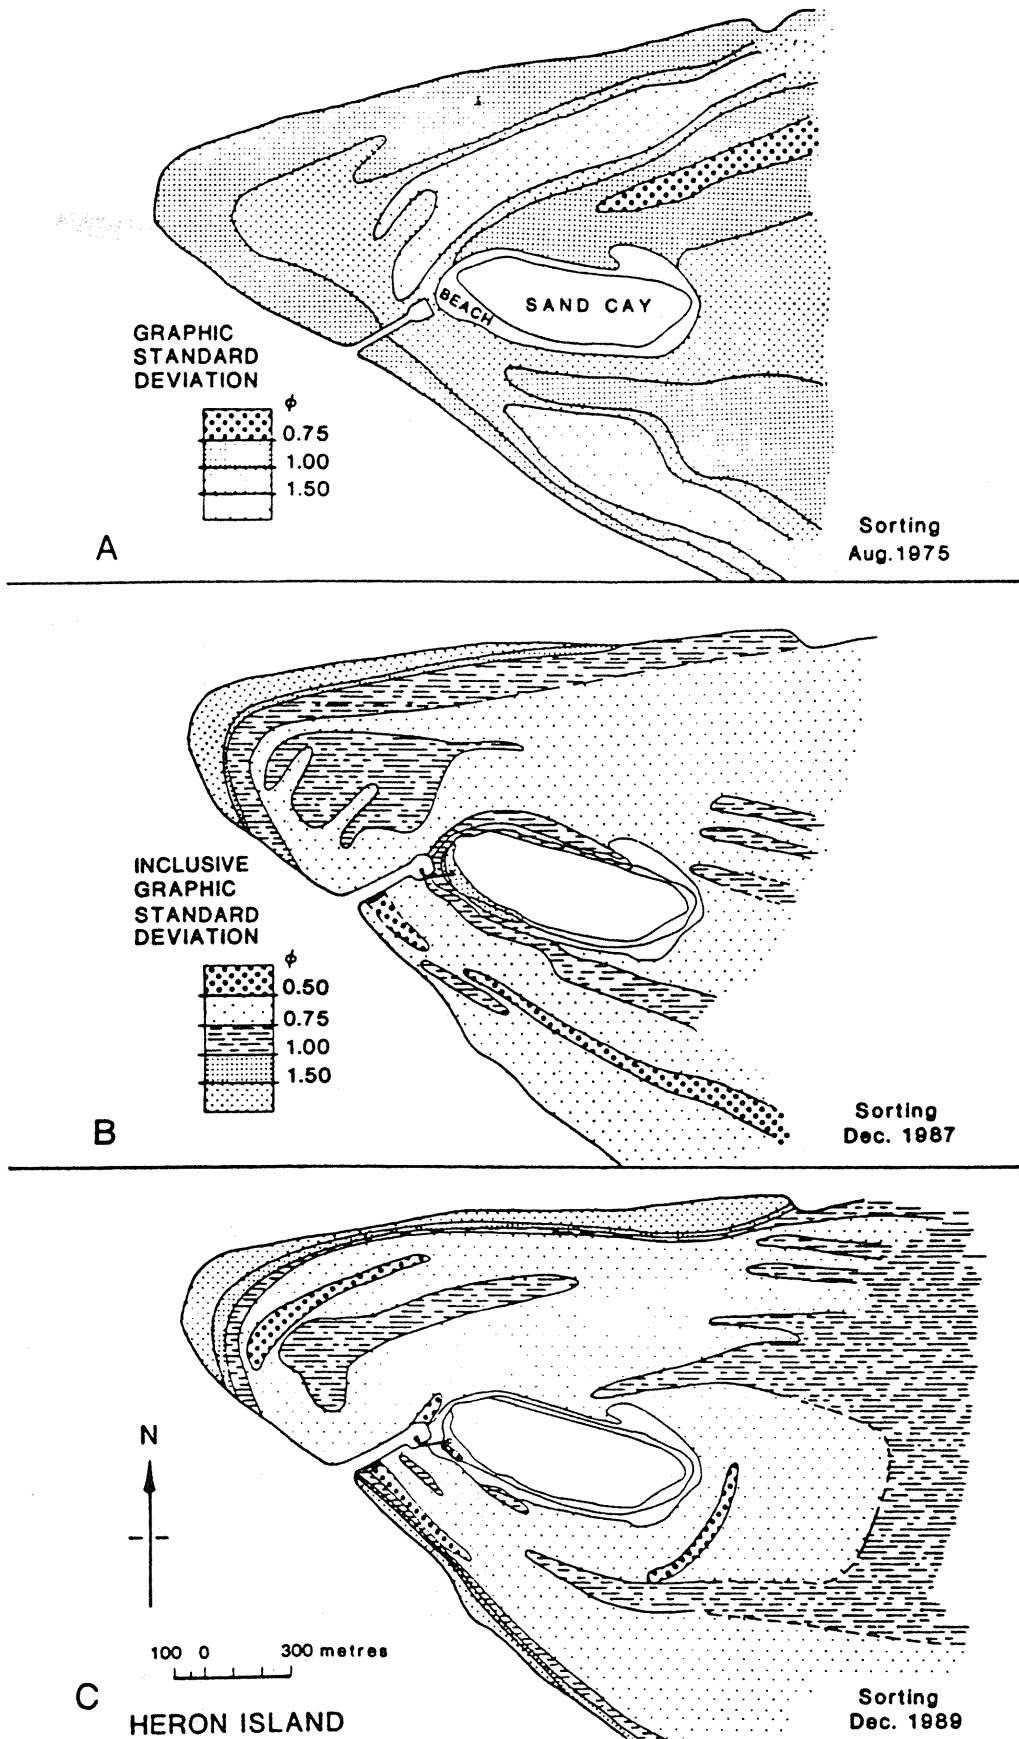 BEACH
SAND CAY
GRAPHIC
STANDARD
DEVIATION
φ
0.75
1.00
1.50
A
Sorting
Aug.1975
INCLUSIVE
GRAPHIC
STANDARD
DEVIATION
φ
0.50
0.75
1.00
1.50
B
Sorting
Dec. 1987
N
100 0 300 metres
C
HERON ISLAND
Sorting
Dec. 1989